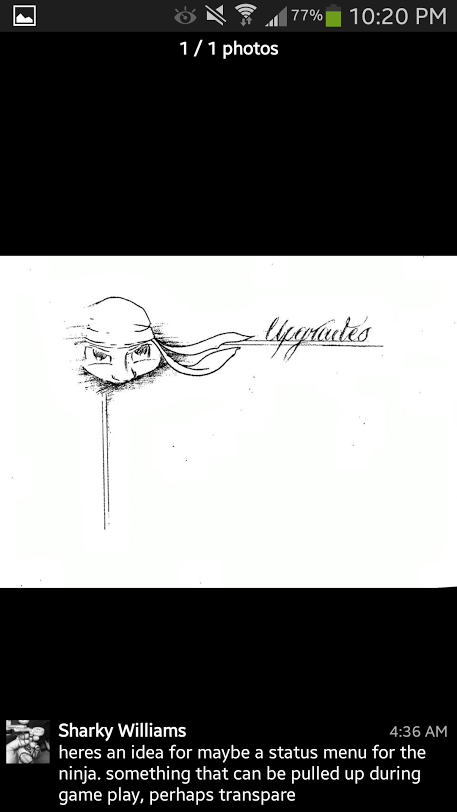 77% 10:20 PM
1 / 1 photos
Upgrades
Sharky Williams 4:36 AM
heres an idea for maybe a status menu for the
ninja. something that can be pulled up during
game play, perhaps transpare